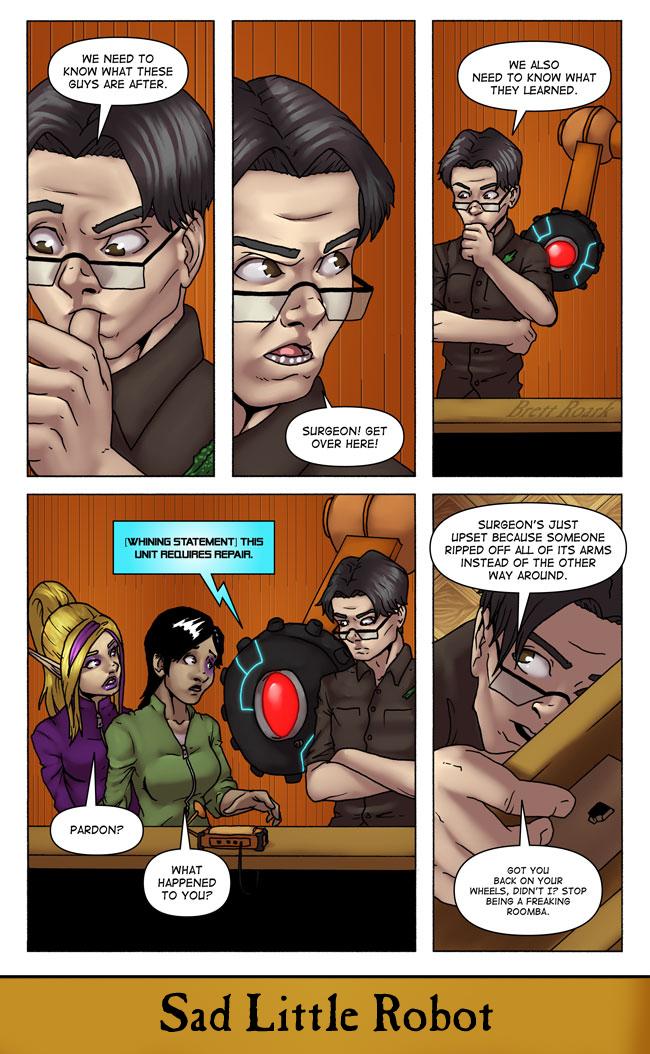 WE NEED TO
KNOW WHAT THESE
GUYS ARE AFTER.
SURGEON! GET
OVER HERE!
WE ALSO
NEED TO KNOW WHAT
THEY LEARNED.
Brett Roark
[WHINING STATEMENT] THIS
UNIT REQUIRES REPAIR.
PARDON?
WHAT
HAPPENED
TO YOU?
SURGEON'S JUST
UPSET BECAUSE SOMEONE
RIPPED OFF ALL OF ITS ARMS
INSTEAD OF THE OTHER
WAY AROUND.
GOT YOU
BACK ON YOUR
WHEELS, DIDN'T I? STOP
BEING A FREAKING
ROOMBA.
Sad Little Robot